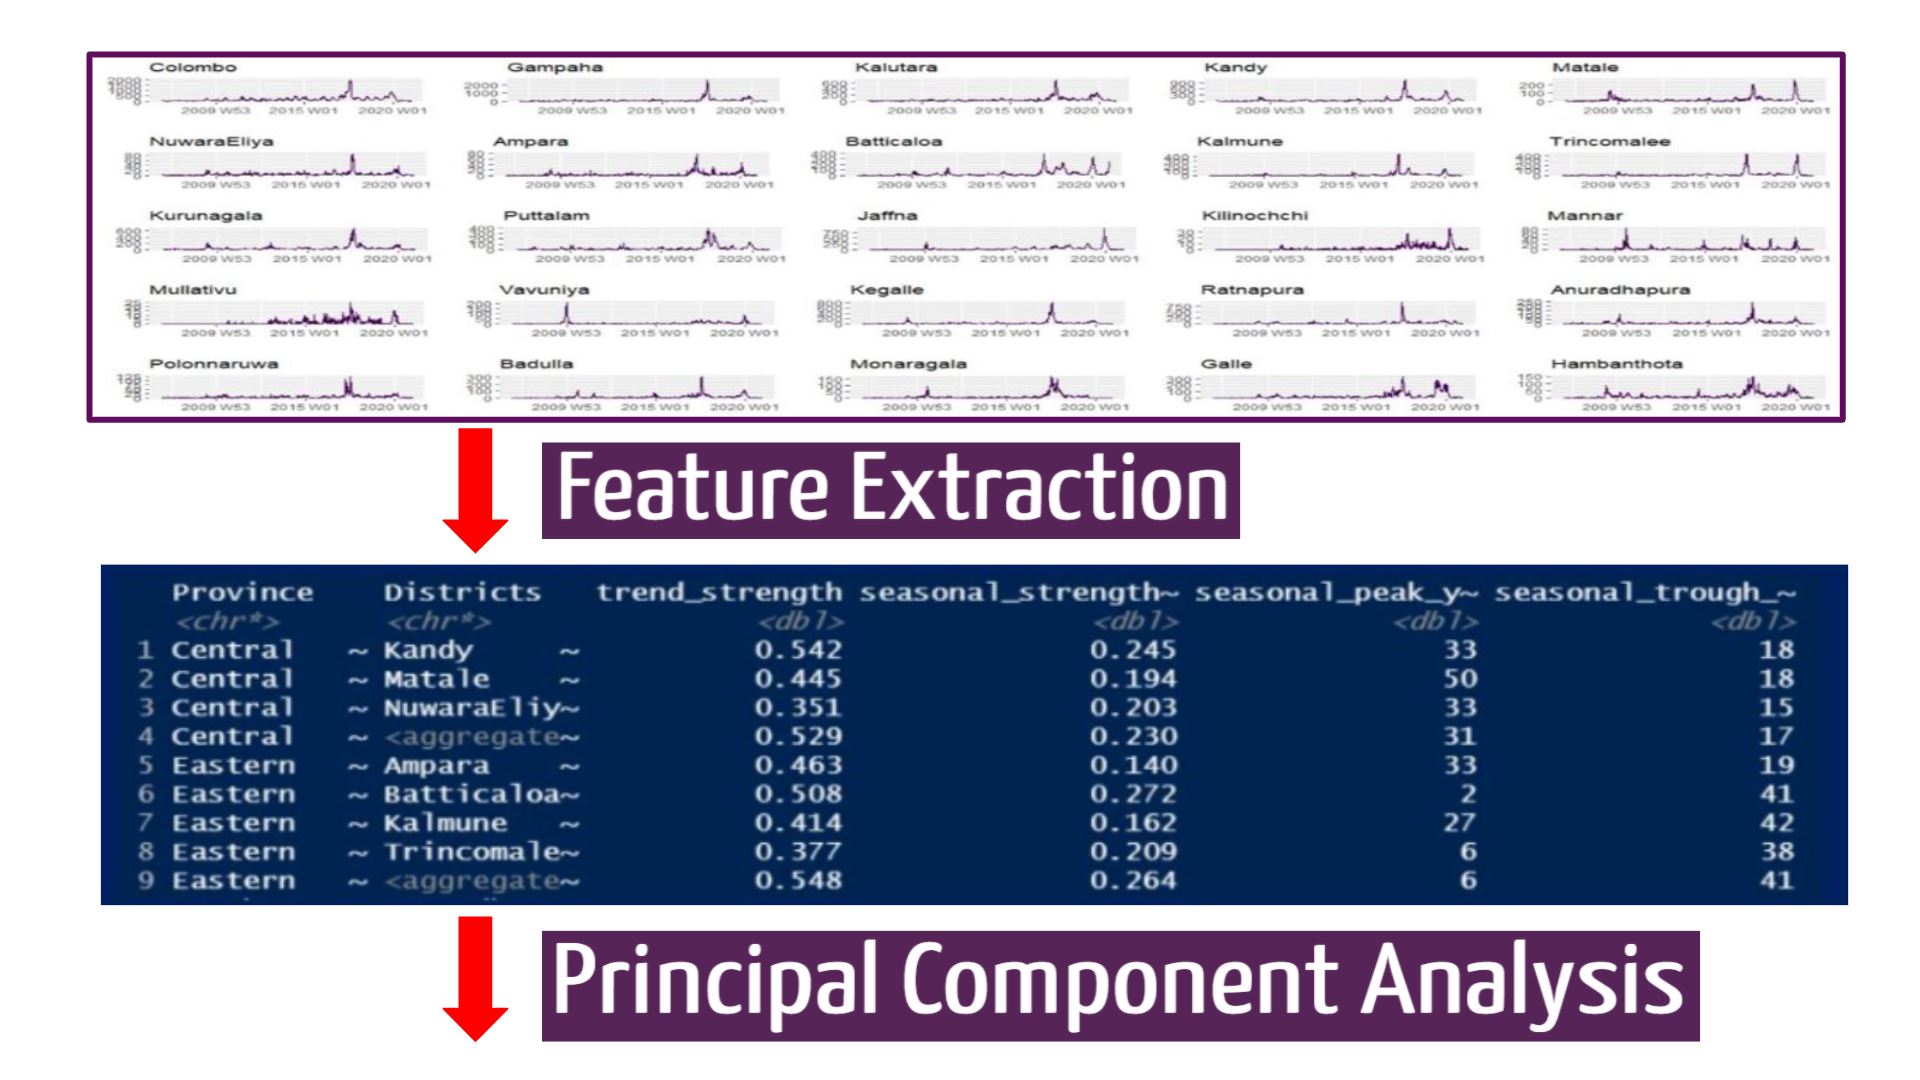 Colombo Gampaha Kalutara Kandy Matale
2009 W53 2015 W01 2020 W01 2009 W53 2015 W01 2020 W01 2009 W53 2015 W01 2020 W01 2009 W53 2015 W01 2020 W01 2009 W53 2015 W01 2020 W01
NuwaraEliya Ampara Batticaloa Kalmune Trincomalee
2009 W53 2015 W01 2020 W01 2009 W53 2015 W01 2020 W01 2009 W53 2015 W01 2020 W01 2009 W53 2015 W01 2020 W01 2009 W53 2015 W01 2020 W01
Kurunagala Puttalam Jaffna Kilinochchi Mannar
2009 W53 2015 W01 2020 W01 2009 W53 2015 W01 2020 W01 2009 W53 2015 W01 2020 W01 2009 W53 2015 W01 2020 W01 2009 W53 2015 W01 2020 W01
Mullativu Vavuniya Kegalle Ratnapura Anuradhapura
2009 W53 2015 W01 2020 W01 2009 W53 2015 W01 2020 W01 2009 W53 2015 W01 2020 W01 2009 W53 2015 W01 2020 W01 2009 W53 2015 W01 2020 W01
Polonnaruwa Badulla Monaragala Galle Hambanthota
2009 W53 2015 W01 2020 W01 2009 W53 2015 W01 2020 W01 2009 W53 2015 W01 2020 W01 2009 W53 2015 W01 2020 W01 2009 W53 2015 W01 2020 W01
Feature Extraction
Province Districts trend_strength seasonal_strength~ seasonal_peak_y~ seasonal_trough_~
<chr*> <chr*> <dbl> <dbl> <dbl> <dbl>
1 Central ~ Kandy ~ 0.542 0.245 33 18
2 Central ~ Matale ~ 0.445 0.194 50 18
3 Central ~ NuwaraEliy~ 0.351 0.203 33 15
4 Central ~ <aggregate~ 0.529 0.230 31 17
5 Eastern ~ Ampara ~ 0.463 0.140 33 19
6 Eastern ~ Batticaloa~ 0.508 0.272 2 41
7 Eastern ~ Kalmune ~ 0.414 0.162 27 42
8 Eastern ~ Trincomale~ 0.377 0.209 6 38
9 Eastern ~ <aggregate~ 0.548 0.264 6 41
Principal Component Analysis